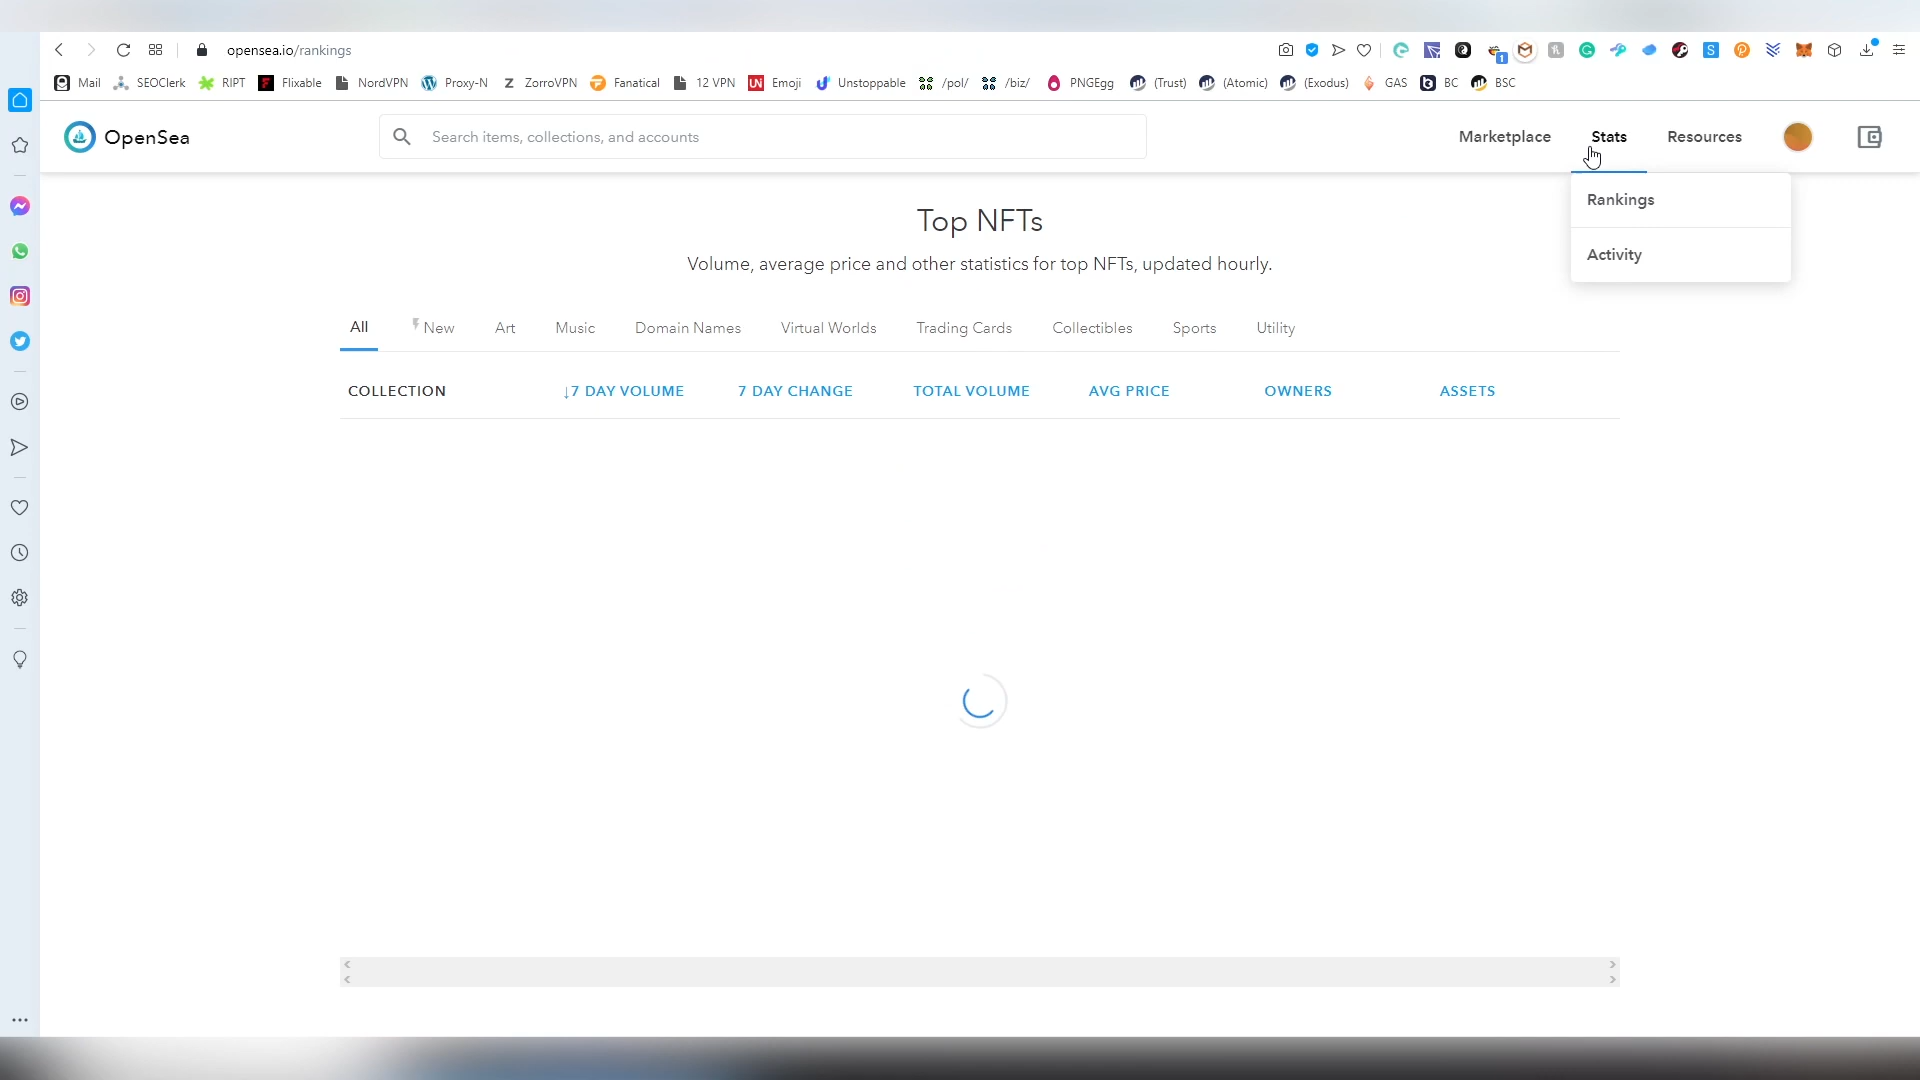 opensea.io/rankings
1
Mail SEOClerk RIPT Flixable NordVPN Proxy-N ZorroVPN Fanatical 12 VPN Emoji Unstoppable /pol/ /biz/ PNGEgg (Trust) (Atomic) (Exodus) GAS BC BSC
OpenSea Search items, collections, and accounts Marketplace Stats Resources
Rankings
Activity
Top NFTs
Volume, average price and other statistics for top NFTs, updated hourly.
All New Art Music Domain Names Virtual Worlds Trading Cards Collectibles Sports Utility
COLLECTION ↓7 DAY VOLUME 7 DAY CHANGE TOTAL VOLUME AVG PRICE OWNERS ASSETS